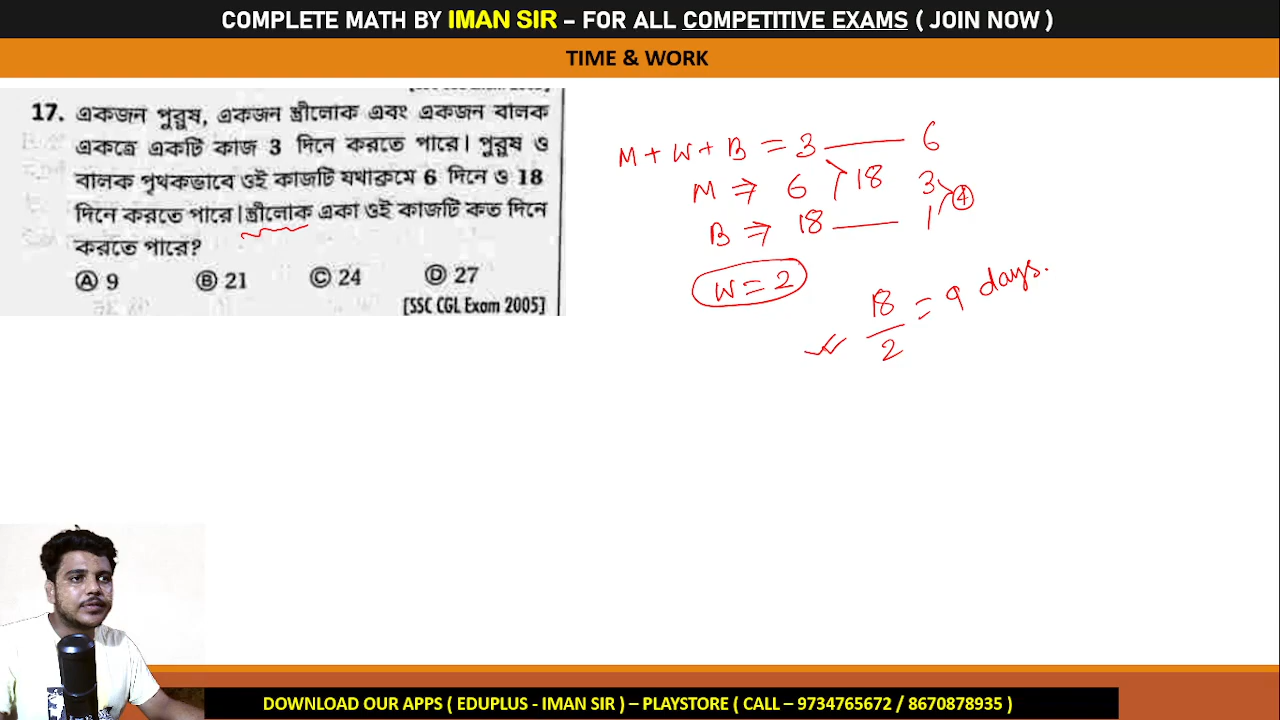 COMPLETE MATH BY IMAN SIR – FOR ALL COMPETITIVE EXAMS ( JOIN NOW )
TIME & WORK
17. একজন পুরুষ, একজন স্ত্রীলোক এবং একজন বালক
একত্রে একটি কাজ 3 দিনে করতে পারে। পুরুষ ও
বালক পৃথকভাবে ওই কাজটি যথাক্রমে 6 দিনে ও 18
দিনে করতে পারে। স্ত্রীলোক একা ওই কাজটি কত দিনে
করতে পারে?
Ⓐ 9 Ⓑ 21 Ⓒ 24 Ⓓ 27
[SSC CGL Exam 2005]
M + W + B = 3 — 6
M ⇒ 6 18 3
B ⇒ 18 — 1 ④
W = 2
18/2 = 9 days.
DOWNLOAD OUR APPS ( EDUPLUS - IMAN SIR ) – PLAYSTORE ( CALL – 9734765672 / 8670878935 )